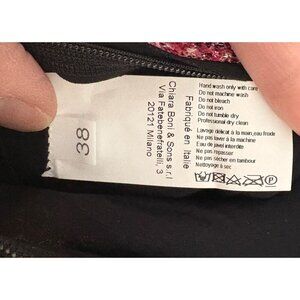 38
Chiara Boni & Sons s.r.l
Via Fatebenefratelli, 3
20121 Milano
Fabriqué en Italie
Hand wash only with care
Do not machine wash
Do not bleach
Do not iron
Do not tumble dry
Professional dry clean
Lavage délicat à la main,eau froide
Ne pas laver à la machine
Eau de javel interdite
Ne pas repasser
Ne pas sécher en tambour
Nettoyage à sec